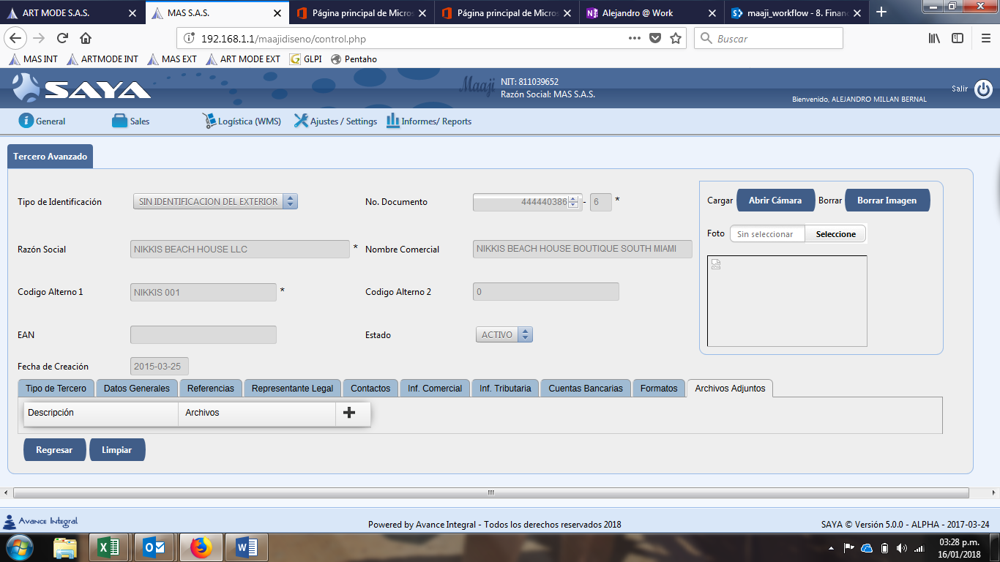 ART MODE S.A.S.
MAS S.A.S.
Página principal de Micros
Página principal de Micros
Alejandro @ Work
maaji_workflow - 8. Financ
192.168.1.1/maajidiseno/control.php
Buscar
MAS INT
ARTMODE INT
MAS EXT
ART MODE EXT
GLPI
Pentaho
SAYA
Maaji
NIT: 811039652
Razón Social: MAS S.A.S.
Bienvenido, ALEJANDRO MILLAN BERNAL
Salir
General
Sales
Logística (WMS)
Ajustes / Settings
Informes/ Reports
Tercero Avanzado
Tipo de Identificación
SIN IDENTIFICACION DEL EXTERIOR
No. Documento
444440386 - 6 *
Cargar
Abrir Cámara
Borrar
Borrar Imagen
Foto
Sin seleccionar
Seleccione
Razón Social
NIKKIS BEACH HOUSE LLC *
Nombre Comercial
NIKKIS BEACH HOUSE BOUTIQUE SOUTH MIAMI
Codigo Alterno 1
NIKKIS 001 *
Codigo Alterno 2
0
EAN
Estado
ACTIVO
Fecha de Creación
2015-03-25
Tipo de Tercero
Datos Generales
Referencias
Representante Legal
Contactos
Inf. Comercial
Inf. Tributaria
Cuentas Bancarias
Formatos
Archivos Adjuntos
Descripción
Archivos
Regresar
Limpiar
Avance Integral
Powered by Avance Integral - Todos los derechos reservados 2018
SAYA © Versión 5.0.0 - ALPHA - 2017-03-24
03:28 p.m.
16/01/2018